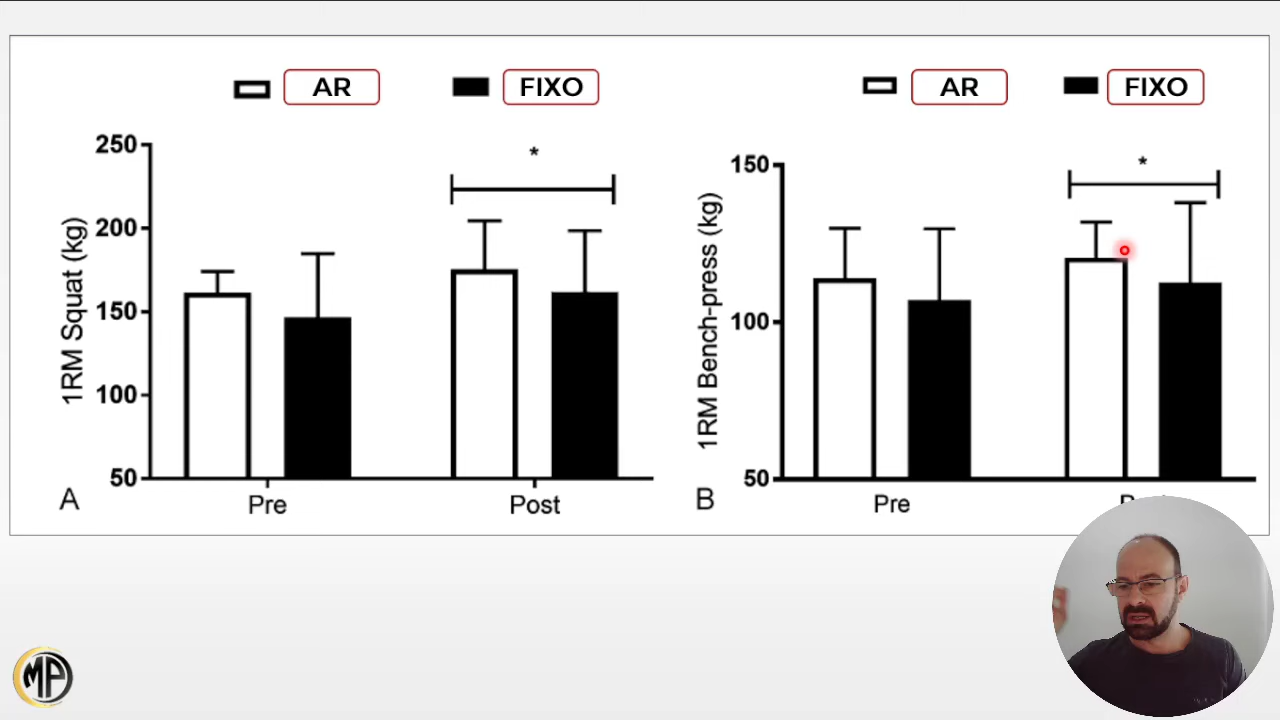 AR FIXO
1RM Squat (kg)
250
*
200
150
100
50
A
Pre Post
AR FIXO
1RM Bench-press (kg)
150
*
100
50
B
Pre
MP